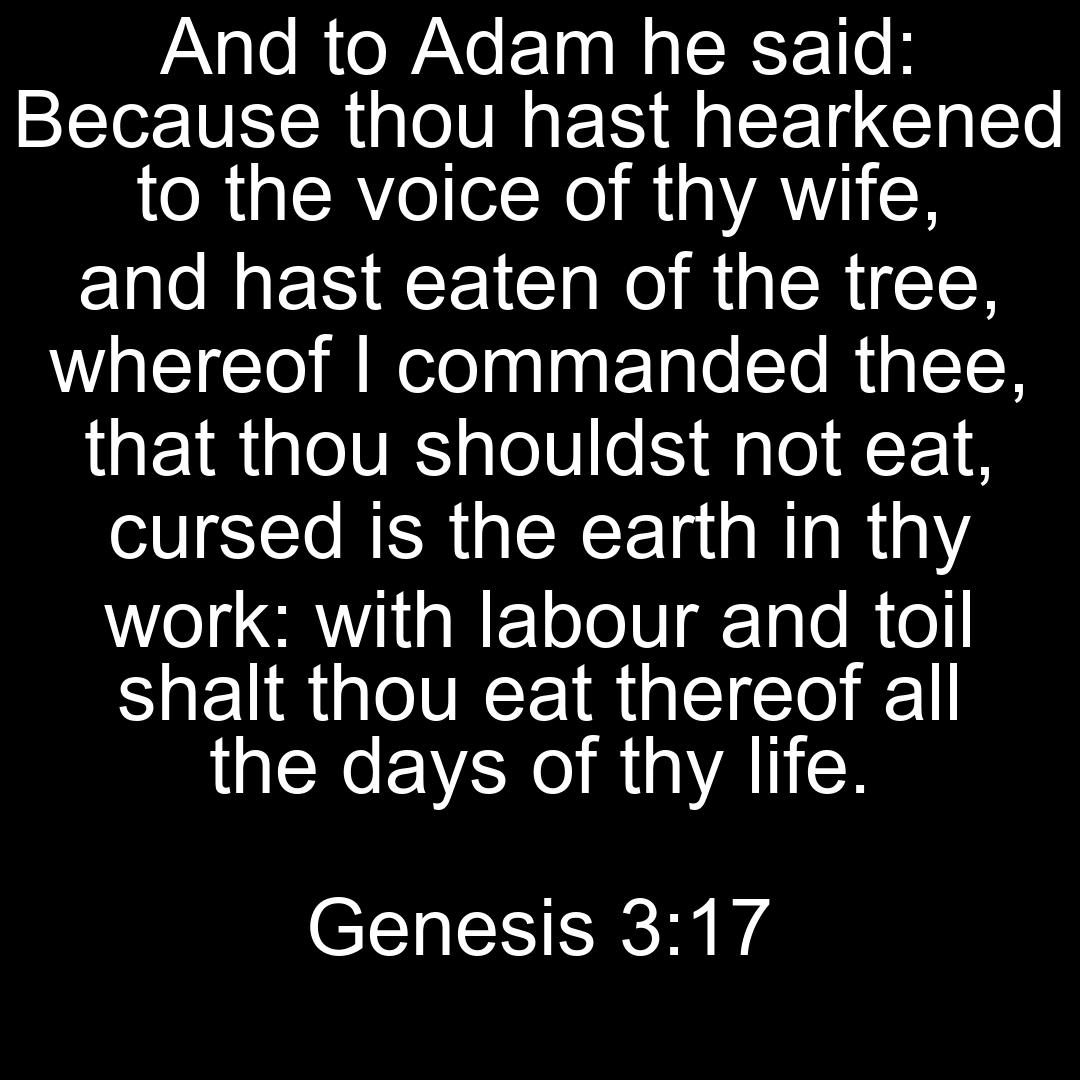 And to Adam he said:
Because thou hast hearkened
to the voice of thy wife,
and hast eaten of the tree,
whereof I commanded thee,
that thou shouldst not eat,
cursed is the earth in thy
work: with labour and toil
shalt thou eat thereof all
the days of thy life.
Genesis 3:17